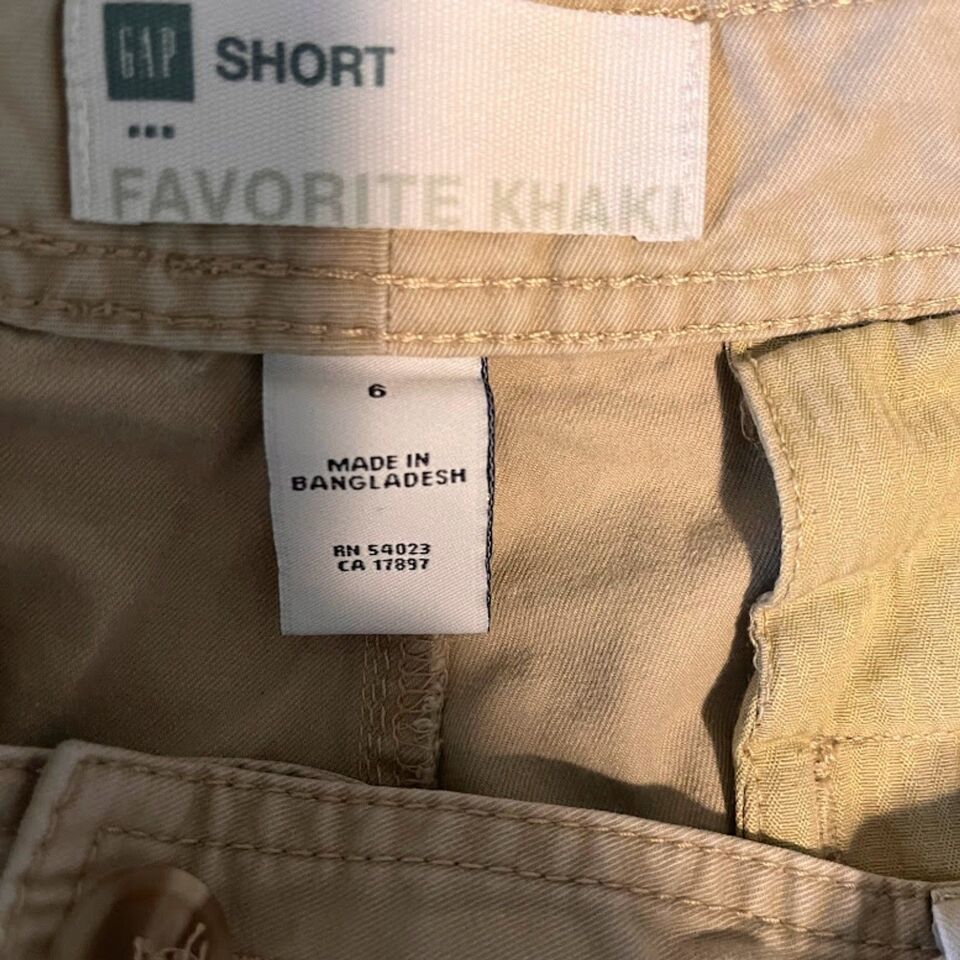 GAP SHORT
FAVORITE KHAKI
6
MADE IN
BANGLADESH
RN 54023
CA 17897